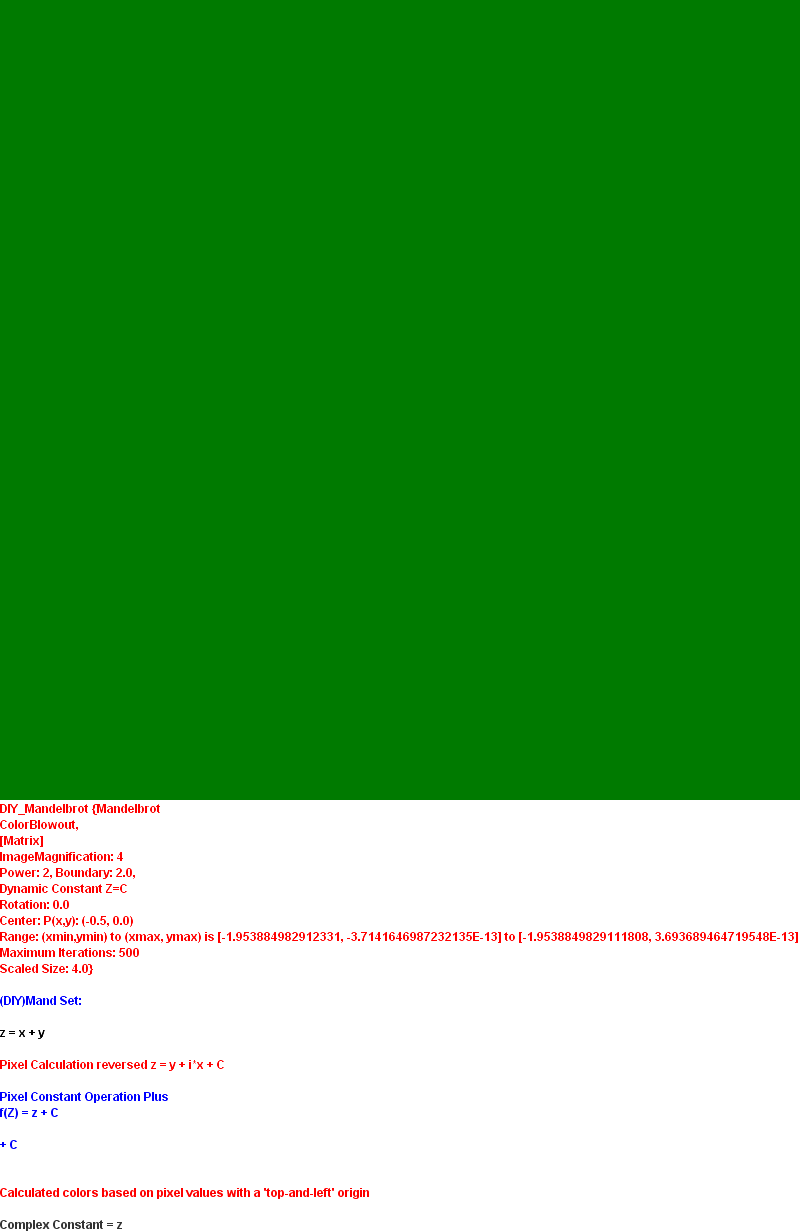 DIY_Mandelbrot {Mandelbrot
ColorBlowout,
[Matrix]
ImageMagnification: 4
Power: 2, Boundary: 2.0,
Dynamic Constant Z=C
Rotation: 0.0
Center: P(x,y): (-0.5, 0.0)
Range: (xmin,ymin) to (xmax, ymax) is [-1.953884982912331, -3.7141646987232135E-13] to [-1.9538849829111808, 3.693689464719548E-13]
Maximum Iterations: 500
Scaled Size: 4.0}
(DIY)Mand Set:
z = x + y
Pixel Calculation reversed z = y + i*x + C
Pixel Constant Operation Plus
f(Z) = z + C
+ C
Calculated colors based on pixel values with a 'top-and-left' origin
Complex Constant = z